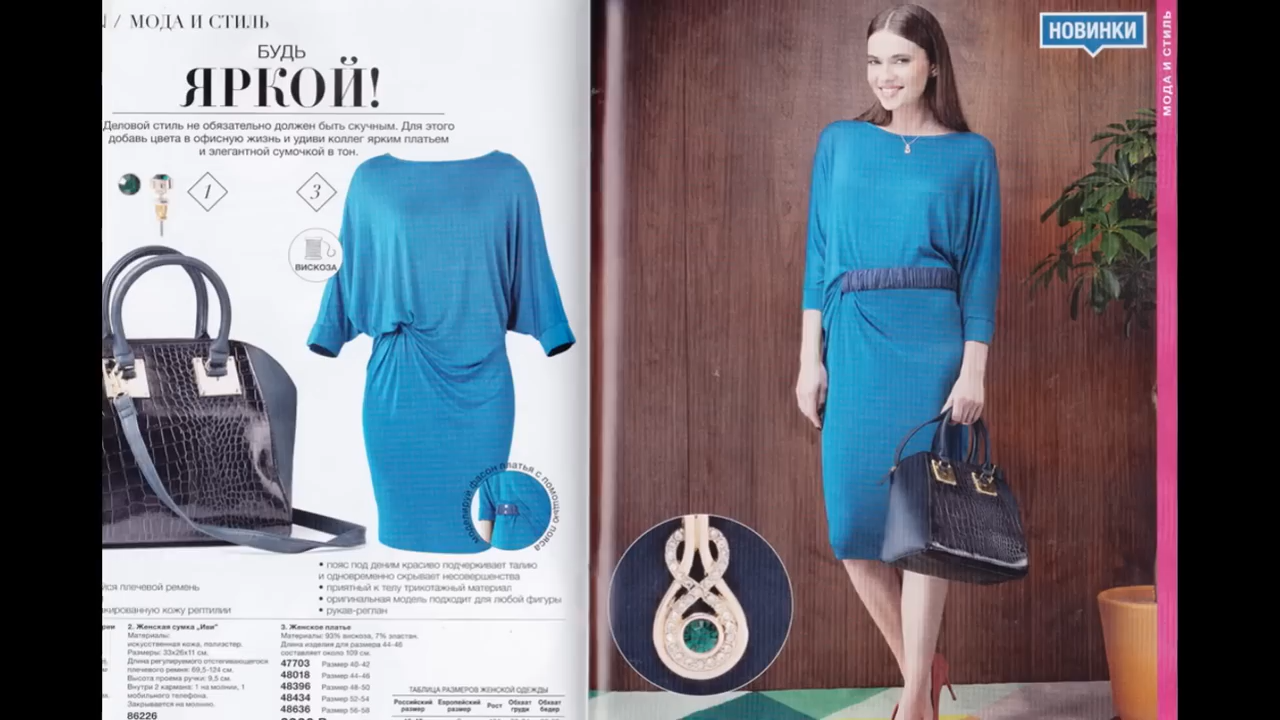 / МОДА И СТИЛЬ
БУДЬ
ЯРКОЙ!
Деловой стиль не обязательно должен быть скучным. Для этого
добавь цвета в офисную жизнь и удиви коллег ярким платьем
и элегантной сумочкой в тон.
1
3
ВИСКОЗА
моделируй фасон платья с помощью пояса
• пояс под деним красиво подчеркивает талию
и одновременно скрывает несовершенства
• приятный к телу трикотажный материал
• оригинальная модель подходит для любой фигуры
• рукав-реглан
плечевой ремень
кожу рептилии
2. Женская сумка „Иви"
Материалы:
искусственная кожа, полиэстер.
Размеры: 33x26x11 см.
Длина регулируемого отстегивающегося
плечевого ремня: 69,5-124 см.
Высота проема ручки: 9,5 см.
Внутри 2 кармана: 1 на молнии, 1
мобильного телефона.
Закрывается на молнию.
86226
3. Женское платье
Материалы: 93% вискоза, 7% эластан.
Длина изделия для размера 44-46
составляет около 109 см.
47703 Размер 40-42
48018 Размер 44-46
48396 Размер 48-50
48434 Размер 52-54
48636 Размер 56-58
ТАБЛИЦА РАЗМЕРОВ ЖЕНСКОЙ ОДЕЖДЫ
Российский размер
Европейский размер
Рост
Обхват груди
Обхват бедер
НОВИНКИ
МОДА И СТИЛЬ